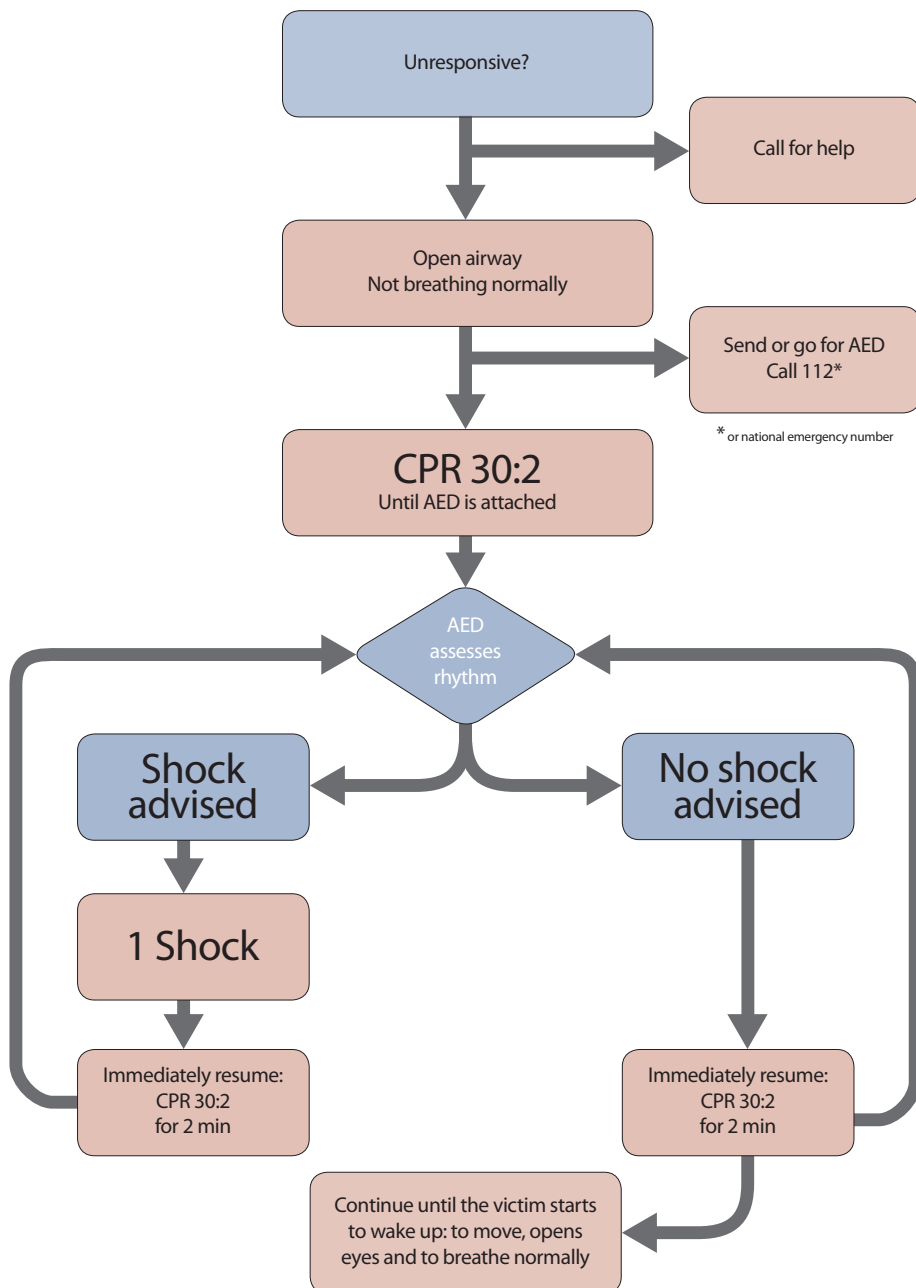 Unresponsive?
Call for help
Open airway
Not breathing normally
Send or go for AED
Call 112*
* or national emergency number
CPR 30:2
Until AED is attached
AED
assesses
rhythm
Shock
advised
No shock
advised
1 Shock
Immediately resume:
CPR 30:2
for 2 min
Immediately resume:
CPR 30:2
for 2 min
Continue until the victim starts
to wake up: to move, opens
eyes and to breathe normally